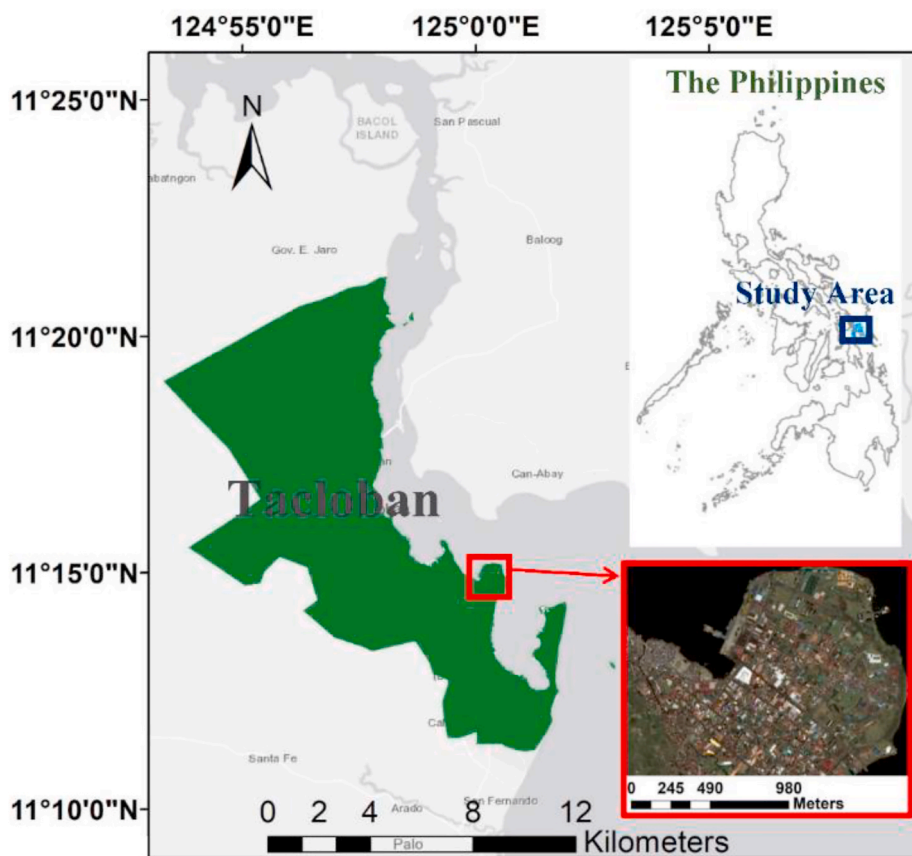 124°55'0"E 125°0'0"E 125°5'0"E
11°25'0"N
11°20'0"N
11°15'0"N
11°10'0"N
N
BACOL
ISLAND
San Pascual
abatngon
Gov. E. Jaro
Baloog
The Philippines
Study Area
Can-Abay
Tacloban
Santa Fe
San Fernando
Arado
Palo
0 2 4 8 12
Kilometers
0 245 490 980
Meters